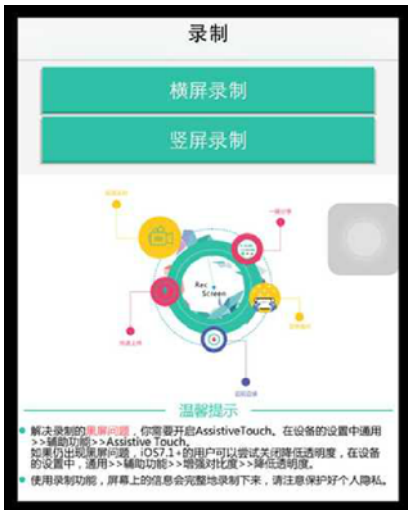 录制
横屏录制
竖屏录制
一键分享
Rec
Screen
温馨提示
解决录制的黑屏问题，你需要开启AssistiveTouch。在设备的设置中通用
>>辅助功能>>Assistive Touch。
如果仍出现黑屏问题，iOS7.1+的用户可以尝试关闭降低透明度，在设备
的设置中，通用>>辅助功能>>增强对比度>>降低透明度。
使用录制功能，屏幕上的信息会完整地录制下来，请注意保护好个人隐私。